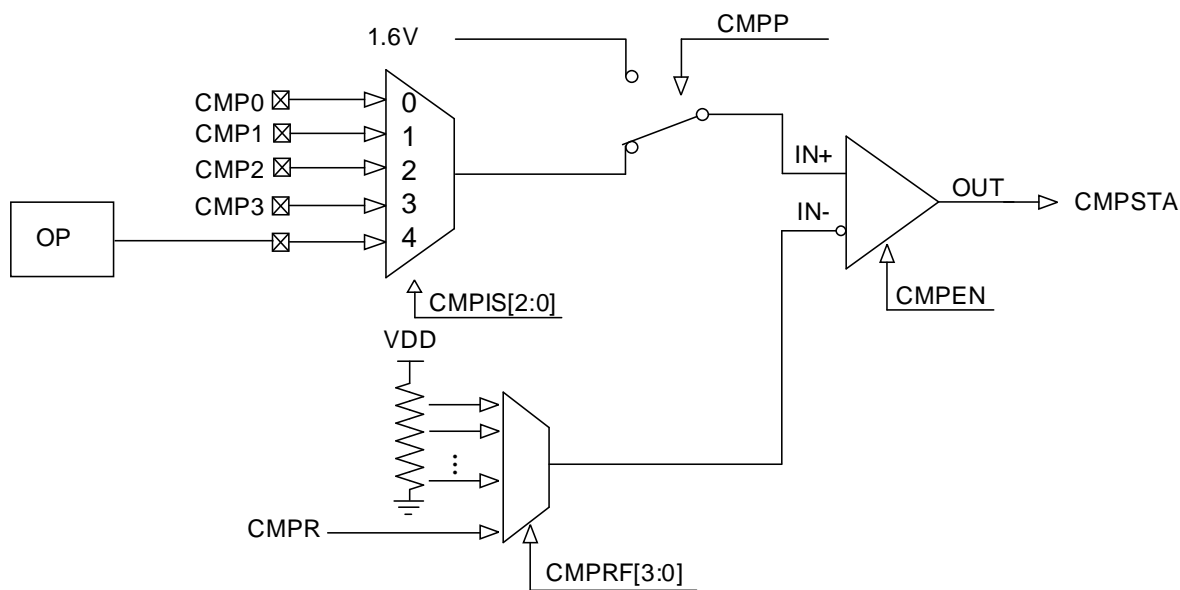 CMPP
1.6V
CMP0
0
CMP1
1
CMP2
2
CMP3
3
4
OP
IN+
IN-
OUT
CMPSTA
CMPIS[2:0]
CMPEN
VDD
CMPR
CMPRF[3:0]